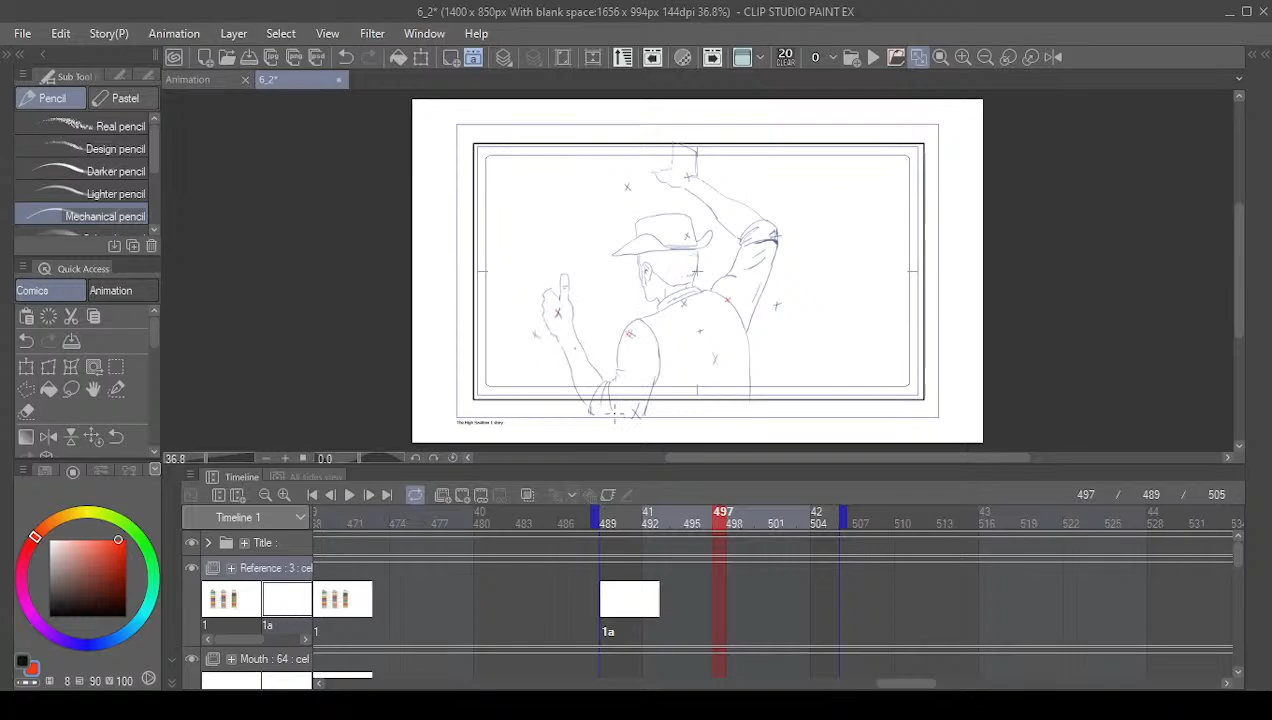 6_2* (1400 x 850px With blank space:1656 x 994px 144dpi 36.8%) - CLIP STUDIO PAINT EX
File Edit Story(P) Animation Layer Select View Filter Window Help
20 CLEAR 0
Sub Tool Animation 6_2*
Pencil Pastel
Real pencil
Design pencil
Darker pencil
Lighter pencil
Mechanical pencil
Quick Access
Comics Animation
36.8 0.0
Timeline All sides view
497 / 489 / 505
Timeline 1
40 41 497 42 43 44
471 474 477 480 483 486 489 492 495 498 501 504 507 510 513 516 519 522 525 528 531
Title :
Reference : 3 : cel
1 1a 1 1a
Mouth : 64 : cel
8 90 100